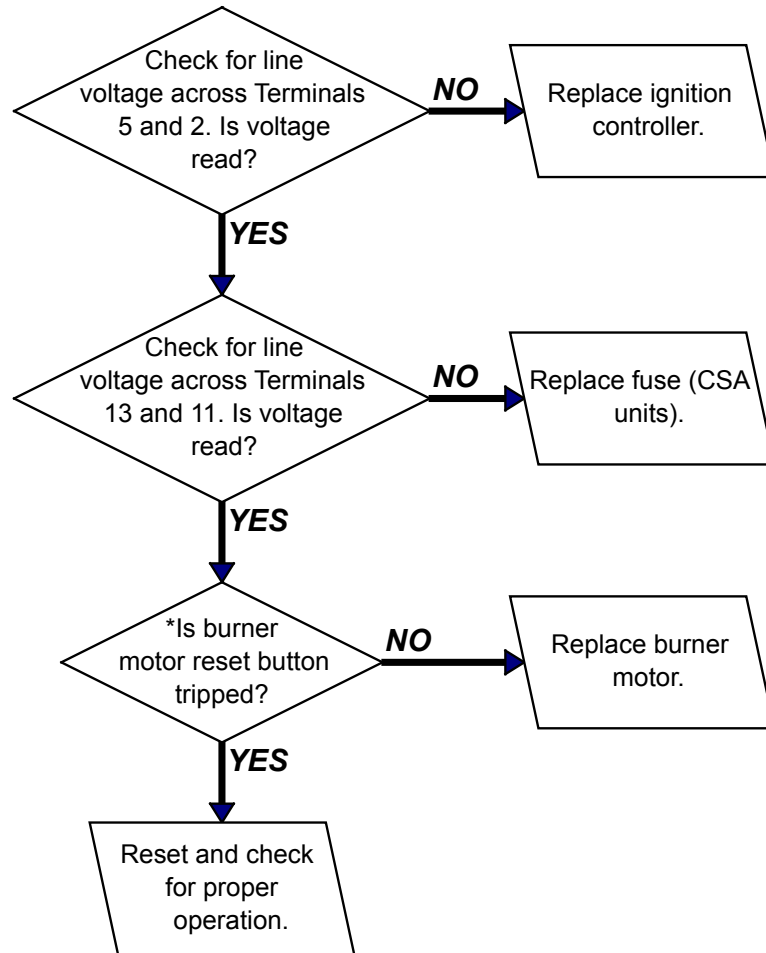 Check for line
voltage across Terminals
5 and 2. Is voltage
read?
NO
Replace ignition
controller.
YES
Check for line
voltage across Terminals
13 and 11. Is voltage
read?
NO
Replace fuse (CSA
units).
YES
*Is burner
motor reset button
tripped?
NO
Replace burner
motor.
YES
Reset and check
for proper
operation.